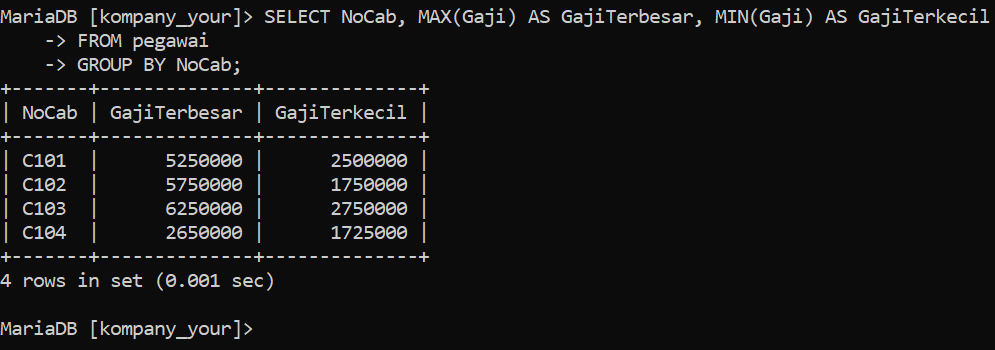 MariaDB [kompany_your]> SELECT NoCab, MAX(Gaji) AS GajiTerbesar, MIN(Gaji) AS GajiTerkecil
    -> FROM pegawai
    -> GROUP BY NoCab;
+-------+--------------+--------------+
| NoCab | GajiTerbesar | GajiTerkecil |
+-------+--------------+--------------+
| C101  |      5250000 |      2500000 |
| C102  |      5750000 |      1750000 |
| C103  |      6250000 |      2750000 |
| C104  |      2650000 |      1725000 |
+-------+--------------+--------------+
4 rows in set (0.001 sec)
MariaDB [kompany_your]>